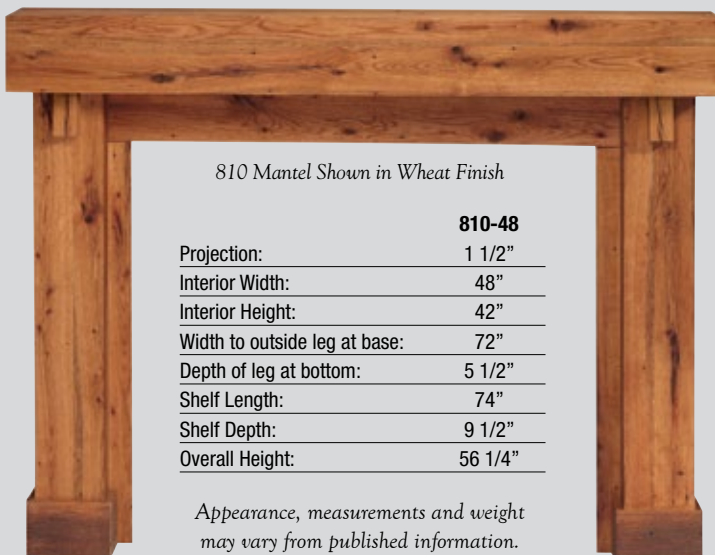 810 Mantel Shown in Wheat Finish
810-48
Projection: 1 1/2”
Interior Width: 48”
Interior Height: 42”
Width to outside leg at base: 72”
Depth of leg at bottom: 5 1/2”
Shelf Length: 74”
Shelf Depth: 9 1/2”
Overall Height: 56 1/4”
Appearance, measurements and weight
may vary from published information.